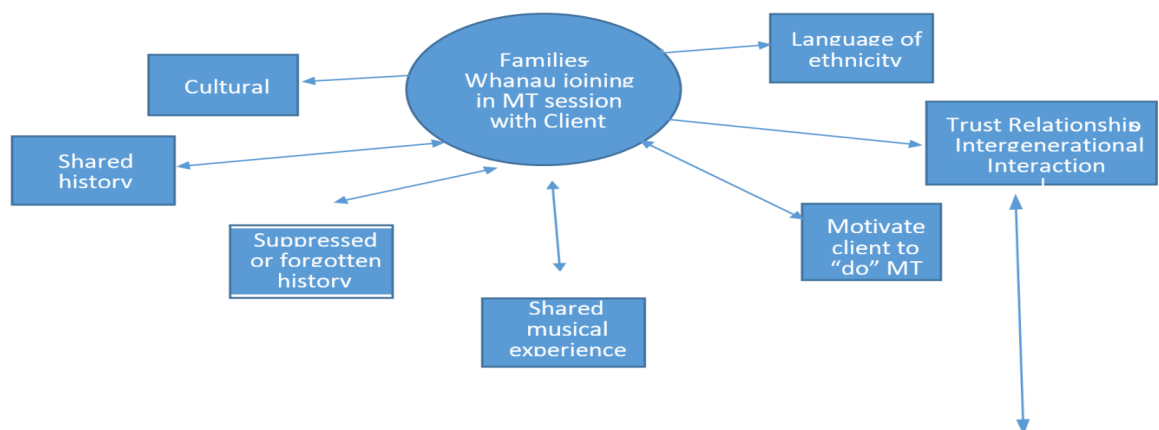 Families-
Whanau joining
in MT session
with Client
Language of
ethnicity
Cultural
Trust Relationships
Intergenerational
Interaction
Shared
history
Motivate
client to
"do" MT
Suppressed
or forgotten
history
Shared
musical
experience